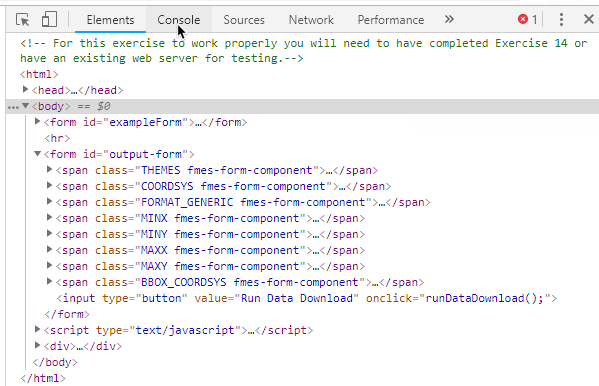 Elements Console Sources Network Performance » 1
<!-- For this exercise to work properly you will need to have completed Exercise 14 or
have an existing web server for testing.-->
<html>
<head>…</head>
<body> == $0
<form id="exampleForm">…</form>
<hr>
<form id="output-form">
<span class="THEMES fmes-form-component">…</span>
<span class="COORDSYS fmes-form-component">…</span>
<span class="FORMAT_GENERIC fmes-form-component">…</span>
<span class="MINX fmes-form-component">…</span>
<span class="MINY fmes-form-component">…</span>
<span class="MAXX fmes-form-component">…</span>
<span class="MAXY fmes-form-component">…</span>
<span class="BBOX_COORDSYS fmes-form-component">…</span>
<input type="button" value="Run Data Download" onclick="runDataDownload();">
</form>
<script type="text/javascript">…</script>
<div>…</div>
</body>
</html>